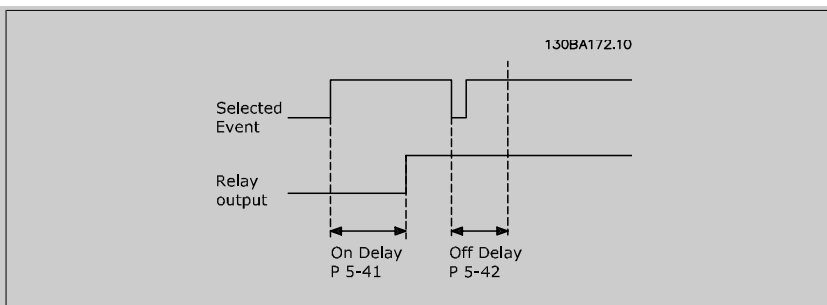 130BA172.10
Selected
Event
Relay
output
On Delay
P 5-41
Off Delay
P 5-42